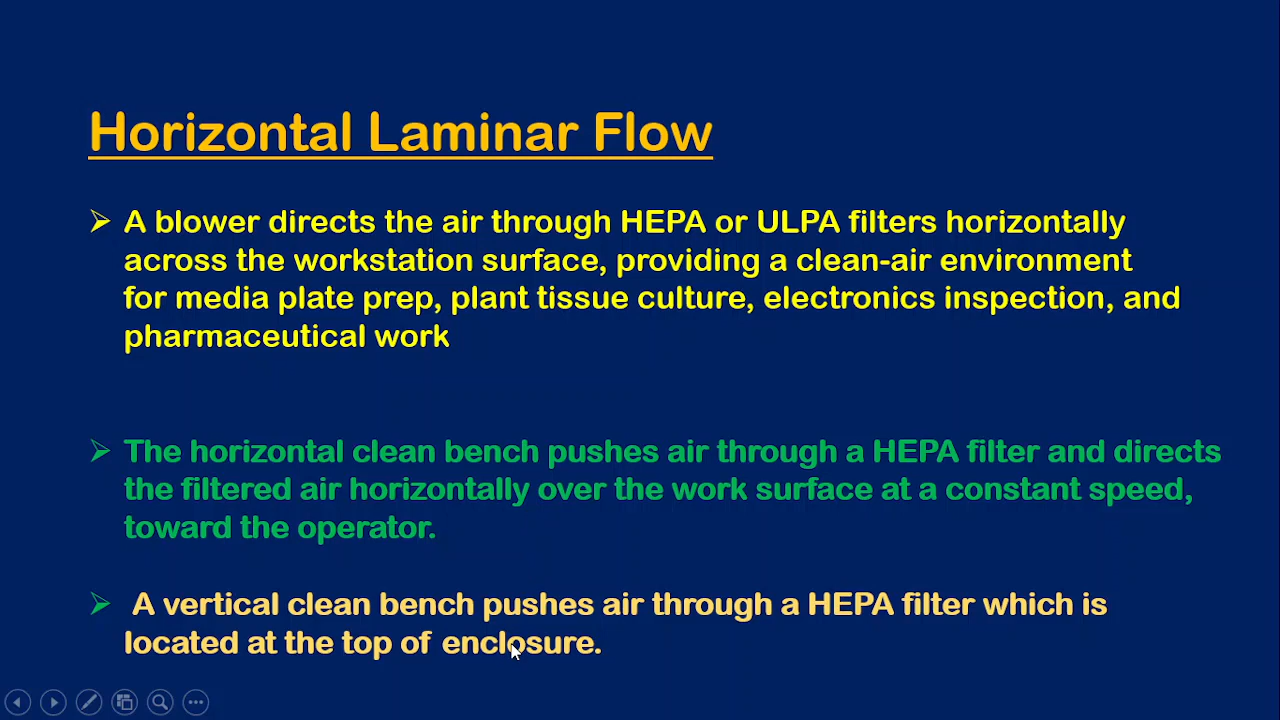 Horizontal Laminar Flow
A blower directs the air through HEPA or ULPA filters horizontally
across the workstation surface, providing a clean-air environment
for media plate prep, plant tissue culture, electronics inspection, and
pharmaceutical work
The horizontal clean bench pushes air through a HEPA filter and directs
the filtered air horizontally over the work surface at a constant speed,
toward the operator.
A vertical clean bench pushes air through a HEPA filter which is
located at the top of enclosure.